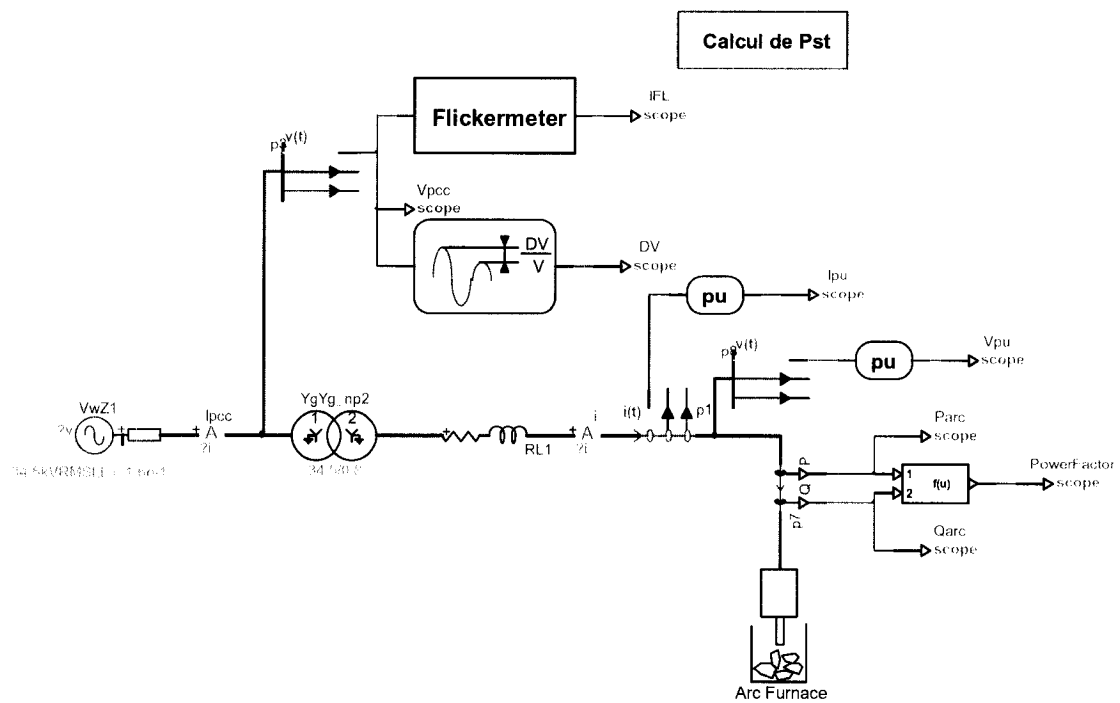 Calcul de Pst
Flickermeter
IFL
scope
v(t)
Vpcc
scope
DV
V
DV
scope
pu
Ipu
scope
v(t)
pu
Vpu
scope
VwZ1
?v
+
Ipcc
+
A
?i
YgYg_np2
1
2
+
RL1
i
+
A
?i
i(t)
p1
Parc
scope
P
Q
p7
1
2
f(u)
PowerFactor
scope
Qarc
scope
Arc Furnace